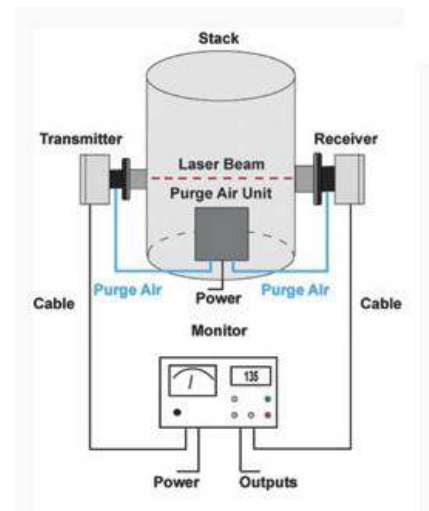 Stack
Transmitter
Receiver
Laser Beam
Purge Air Unit
Purge Air
Power
Purge Air
Cable
Cable
Monitor
135
Power
Outputs